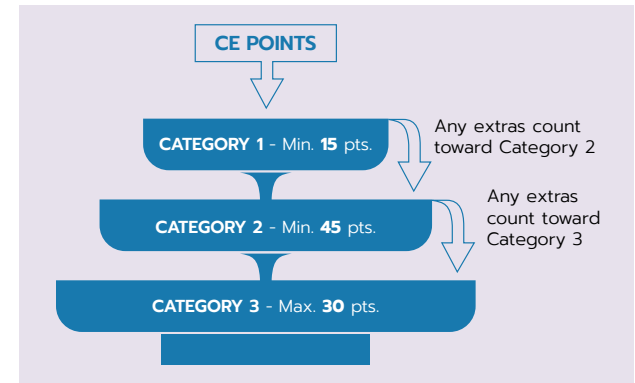 CE POINTS
CATEGORY 1 - Min. 15 pts.
Any extras count
toward Category 2
CATEGORY 2 - Min. 45 pts.
Any extras
count toward
Category 3
CATEGORY 3 - Max. 30 pts.